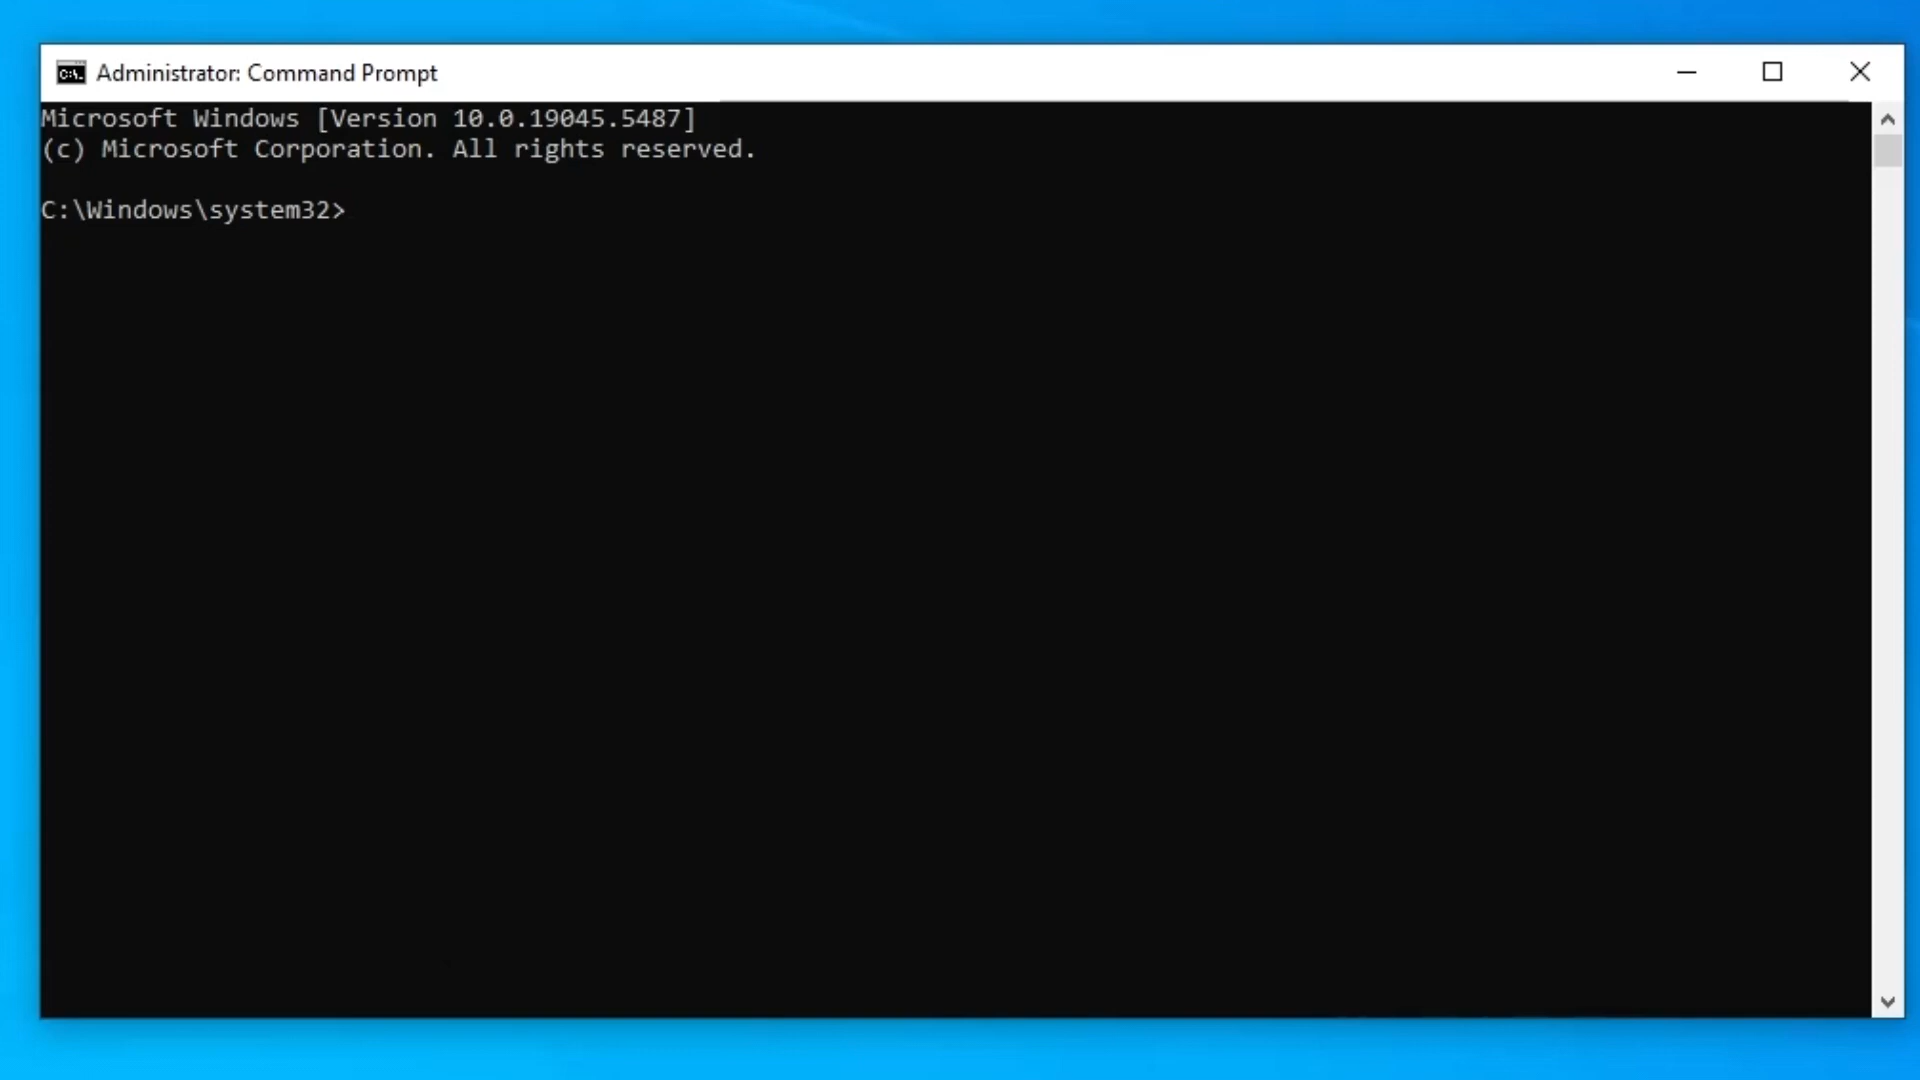 Administrator: Command Prompt
Microsoft Windows [Version 10.0.19045.5487]
(c) Microsoft Corporation. All rights reserved.
C:\Windows\system32>